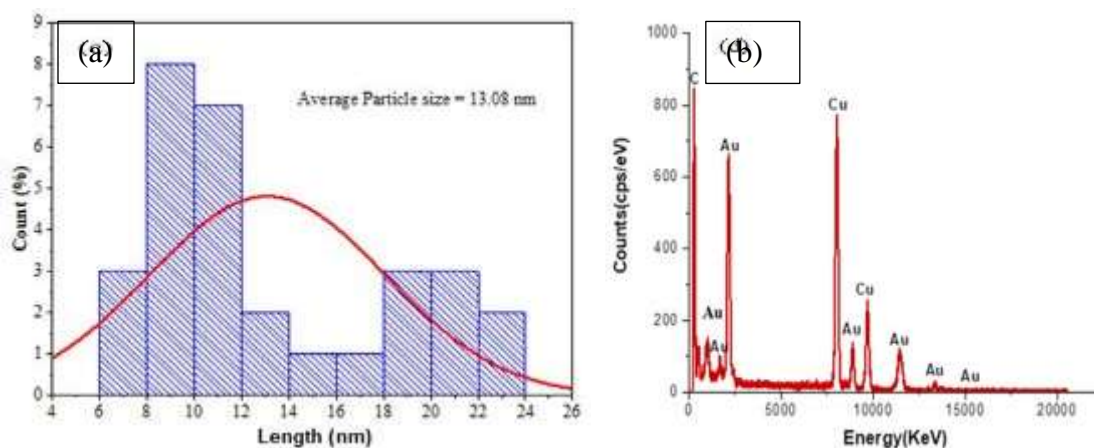 (a)
9
8
7
6
5
4
3
2
1
0
Count (%)
Average Particle size = 13.08 nm
4 6 8 10 12 14 16 18 20 22 24 26
Length (nm)
(b)
1000
800
600
400
200
0
Counts(cps/eV)
C
Au
Au
Au
Cu
Au
Cu
Au
Au
Au
0 5000 10000 15000 20000
Energy(KeV)